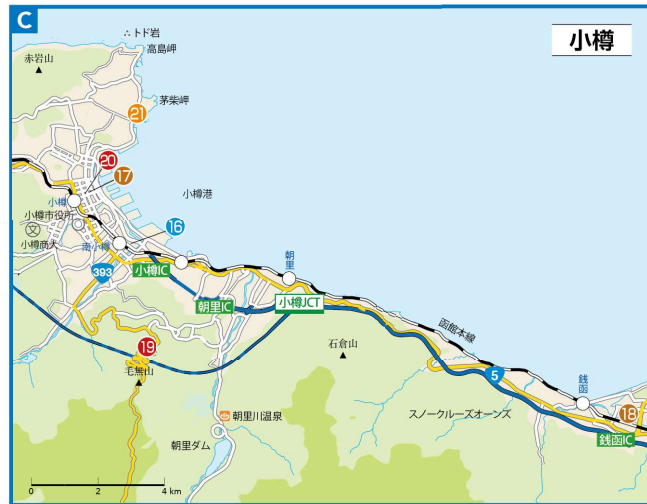 C
小樽
トド岩
高島岬
赤岩山
茅柴岬
21
20
17
小樽
小樽港
小樽市役所
16
文
小樽商大
南小樽
朝里
393
小樽IC
朝里IC
小樽JCT
函館本線
19
石倉山
毛無山
5
銭函
スノークルーズオーンズ
18
朝里川温泉
銭函IC
朝里ダム
0 2 4 km